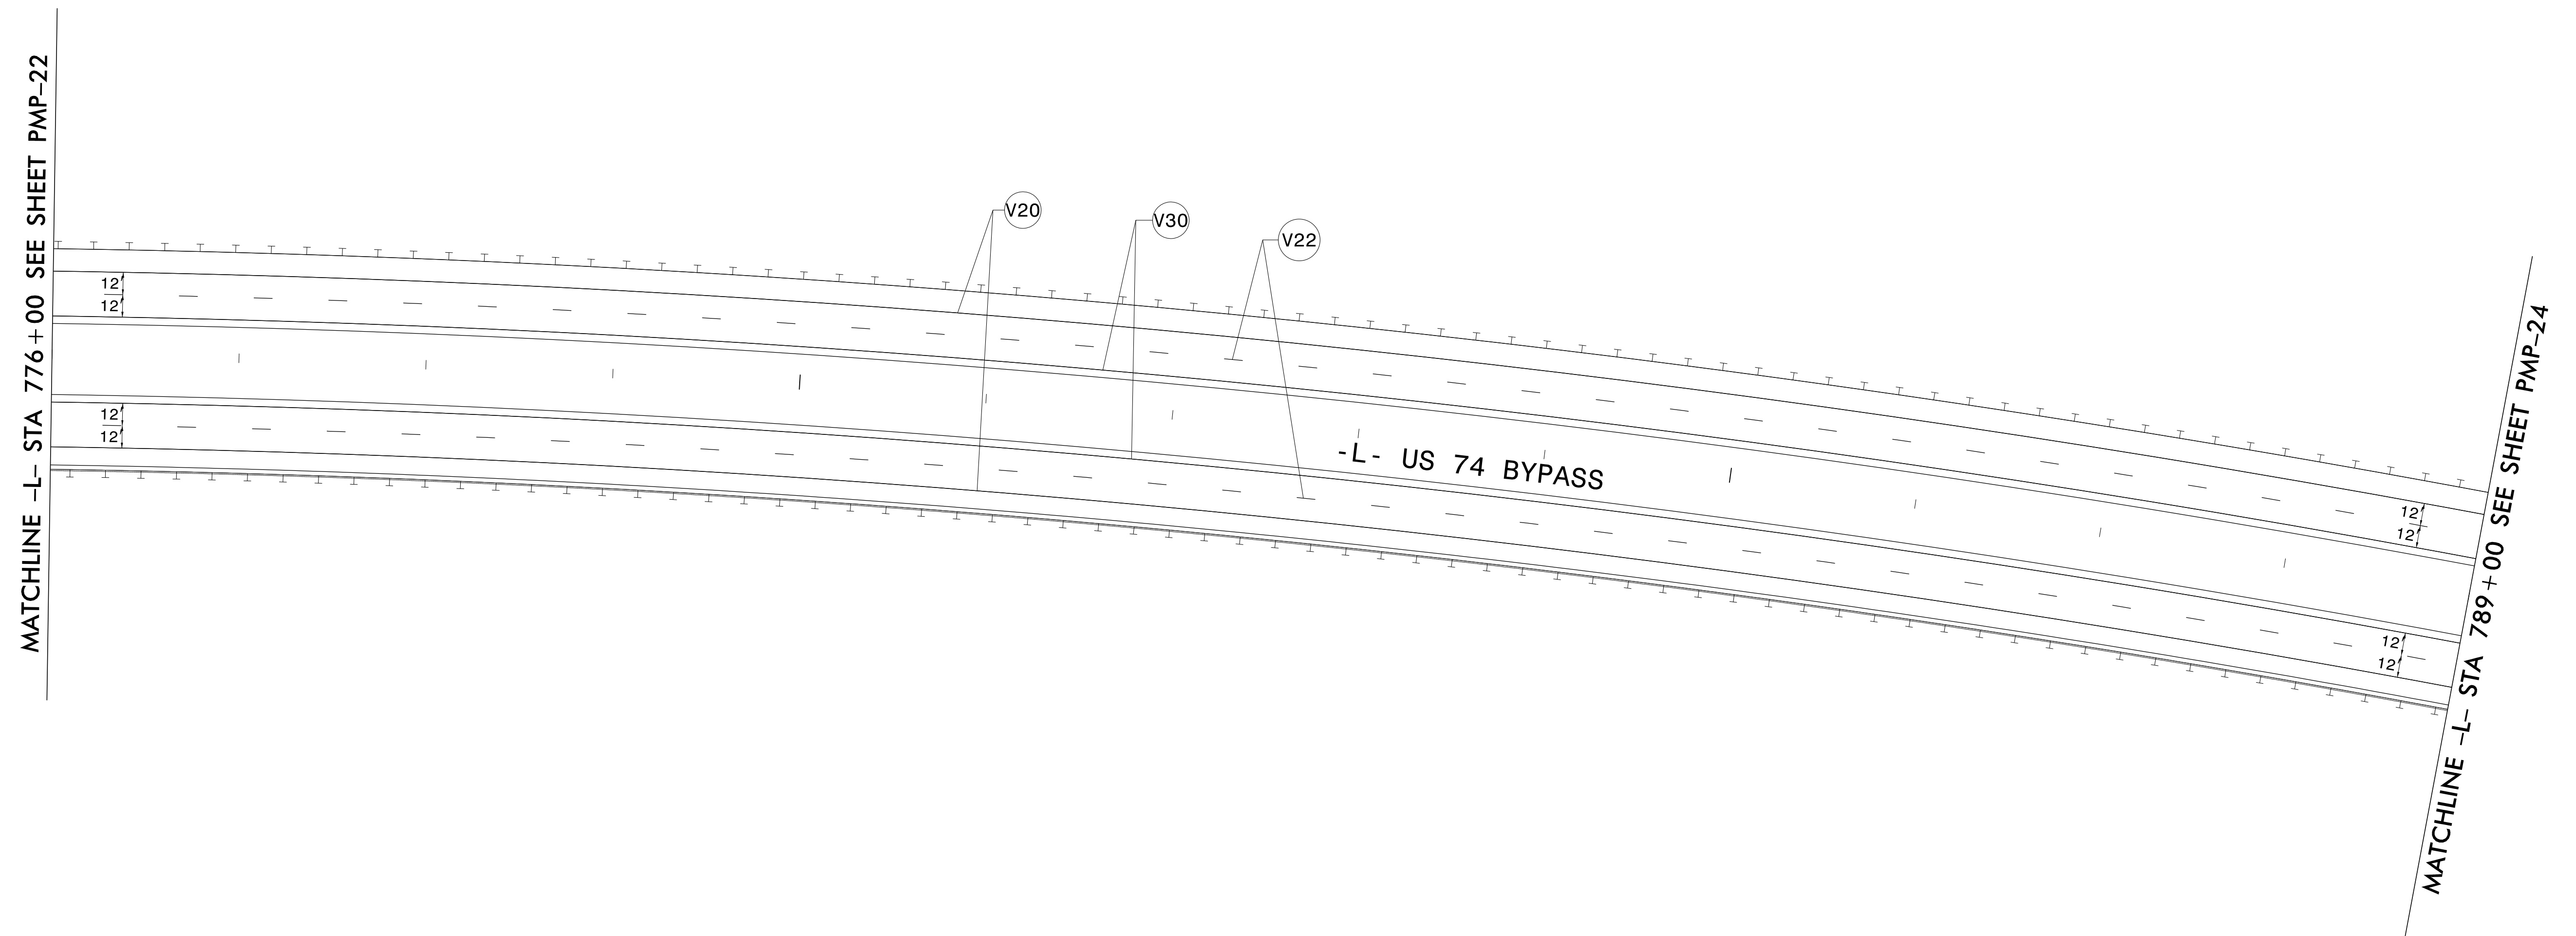 MATCHLINE -L- STA 776+00 SEE SHEET PMP-22
V20
V30
V22
12'
12'
12'
12'
-L- US 74 BYPASS
12'
12'
12'
12'
MATCHLINE -L- STA 789+00 SEE SHEET PMP-24